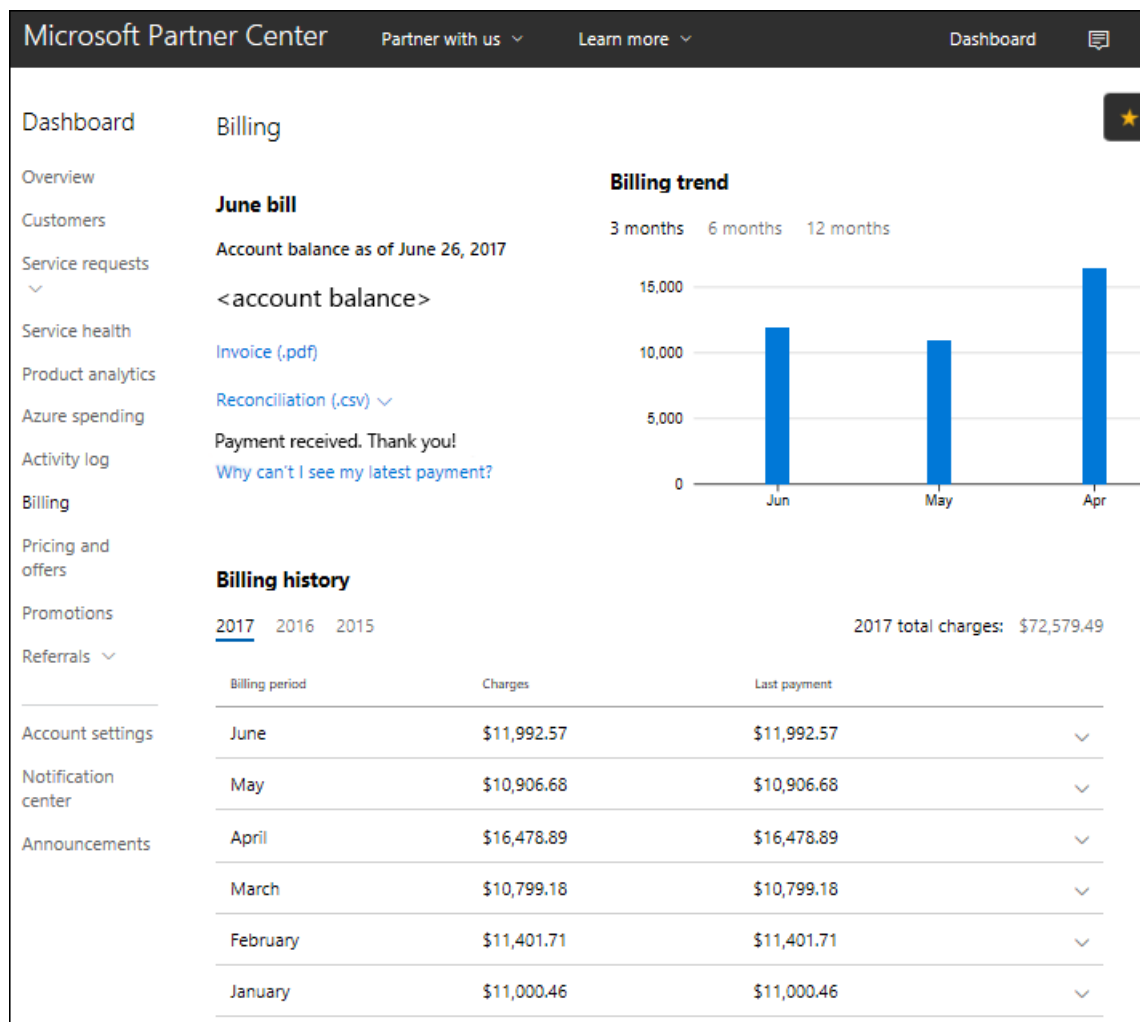 Microsoft Partner Center Partner with us Learn more Dashboard
Dashboard
Overview
Customers
Service requests
Service health
Product analytics
Azure spending
Activity log
Billing
Pricing and
offers
Promotions
Referrals
Account settings
Notification
center
Announcements
Billing
June bill
Account balance as of June 26, 2017
<account balance>
Invoice (.pdf)
Reconciliation (.csv)
Payment received. Thank you!
Why can't I see my latest payment?
Billing trend
3 months 6 months 12 months
15,000
10,000
5,000
0
Jun May Apr
Billing history
2017 2016 2015 2017 total charges: $72,579.49
Billing period Charges Last payment
June $11,992.57 $11,992.57
May $10,906.68 $10,906.68
April $16,478.89 $16,478.89
March $10,799.18 $10,799.18
February $11,401.71 $11,401.71
January $11,000.46 $11,000.46